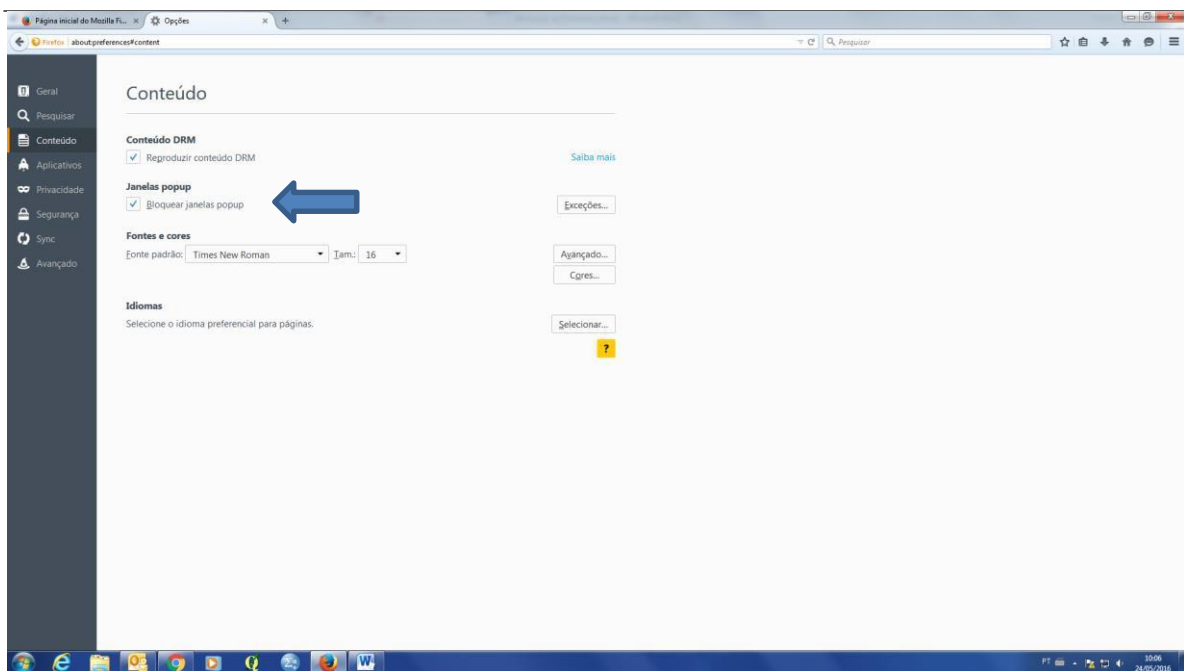 Página inicial do Mozilla Fi... × Opções × +
Firefox about:preferences#content Pesquisar
Geral
Pesquisar
Conteúdo
Aplicativos
Privacidade
Segurança
Sync
Avançado
Conteúdo
Conteúdo DRM
Reproduzir conteúdo DRM Saiba mais
Janelas popup
Bloquear janelas popup Exceções...
Fontes e cores
Fonte padrão: Times New Roman Tam.: 16 Avançado...
Cores...
Idiomas
Selecione o idioma preferencial para páginas. Selecionar...
?
PT 10:06
24/05/2016